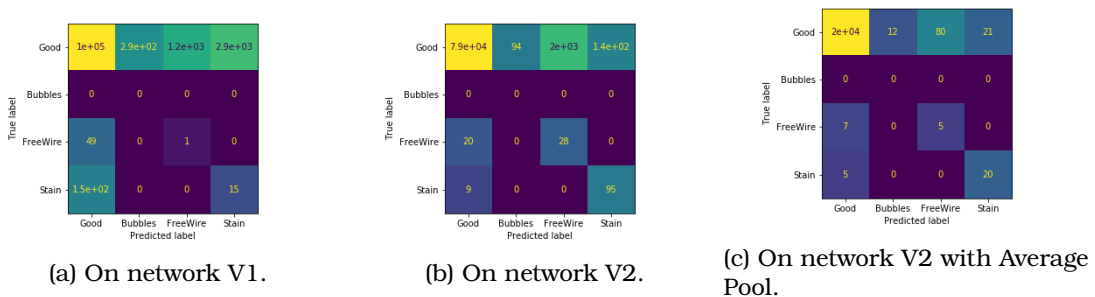 Good 1e+05 2.9e+02 1.2e+03 2.9e+03
Bubbles 0 0 0 0
FreeWire 49 0 1 0
Stain 1.5e+02 0 0 15
Good Bubbles FreeWire Stain
Predicted label
True label
(a) On network V1.
Good 7.9e+04 94 2e+03 1.4e+02
Bubbles 0 0 0 0
FreeWire 20 0 28 0
Stain 9 0 0 95
Good Bubbles FreeWire Stain
Predicted label
True label
(b) On network V2.
Good 2e+04 12 80 21
Bubbles 0 0 0 0
FreeWire 7 0 5 0
Stain 5 0 0 20
Good Bubbles FreeWire Stain
Predicted label
True label
(c) On network V2 with Average
Pool.